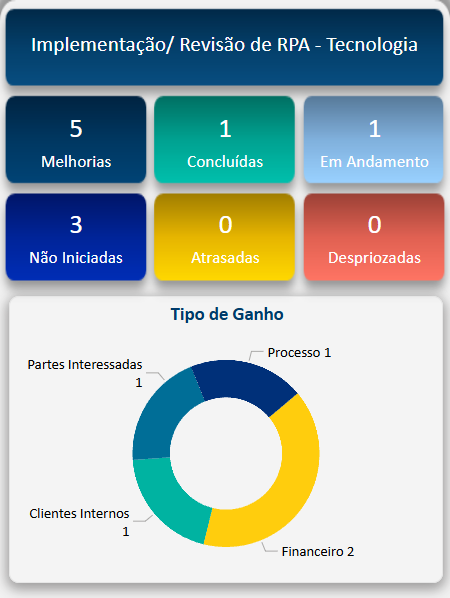 Implementação/ Revisão de RPA - Tecnologia
5
Melhorias
1
Concluídas
1
Em Andamento
3
Não Iniciadas
0
Atrasadas
0
Despriozadas
Tipo de Ganho
Processo 1
Partes Interessadas
1
Clientes Internos
1
Financeiro 2